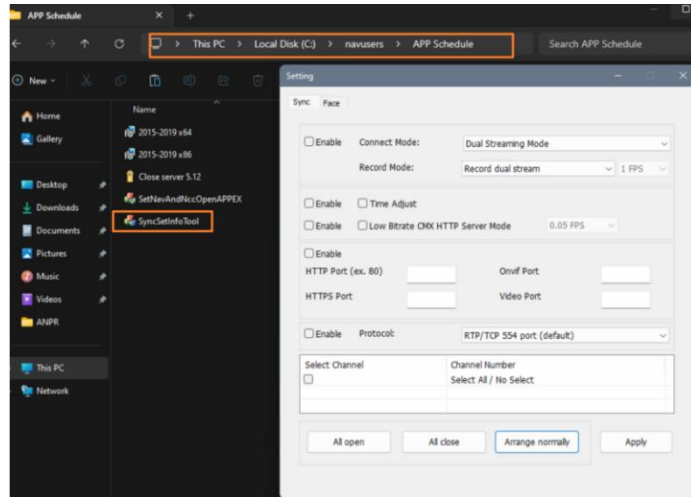 APP Schedule
This PC > Local Disk (C:) > navusers > APP Schedule
Search APP Schedule
New
Home
Gallery
Desktop
Downloads
Documents
Pictures
Music
Videos
ANPR
This PC
Network
Name
2015-2019 x64
2015-2019 x86
Close server 5.12
SetNavAndNccOpenAPPEX
SyncSetInfoTool
Setting
Sync Face
Enable Connect Mode: Dual Streaming Mode
Record Mode: Record dual stream 1 FPS
Enable Time Adjust
Enable Low Bitrate CMX HTTP Server Mode 0.05 FPS
Enable
HTTP Port (ex. 80) Onvif Port
HTTPS Port Video Port
Enable Protocol: RTP/TCP 554 port (default)
Select Channel Channel Number
Select All / No Select
All open All close Arrange normally Apply